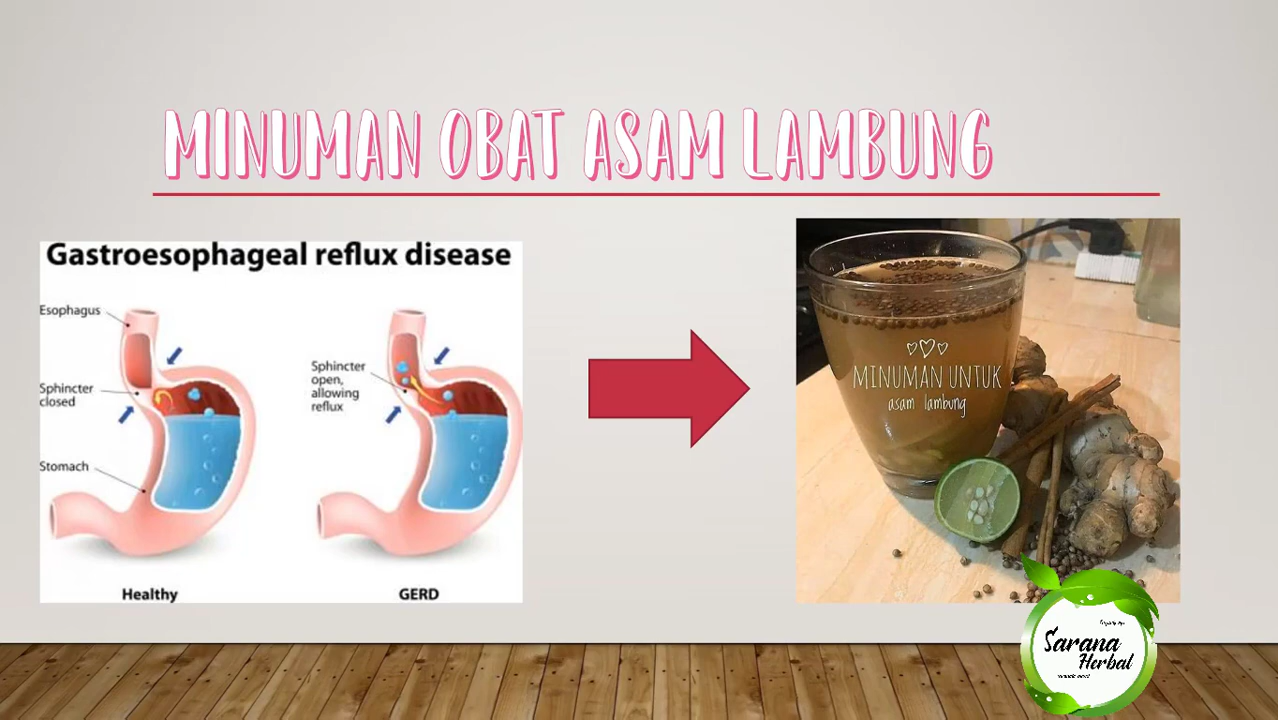 MINUMAN OBAT ASAM LAMBUNG
Gastroesophageal reflux disease
Esophagus
Sphincter
closed
Stomach
Healthy
Sphincter
open,
allowing
reflux
GERD
MINUMAN UNTUK
asam lambung
Sarana
Herbal